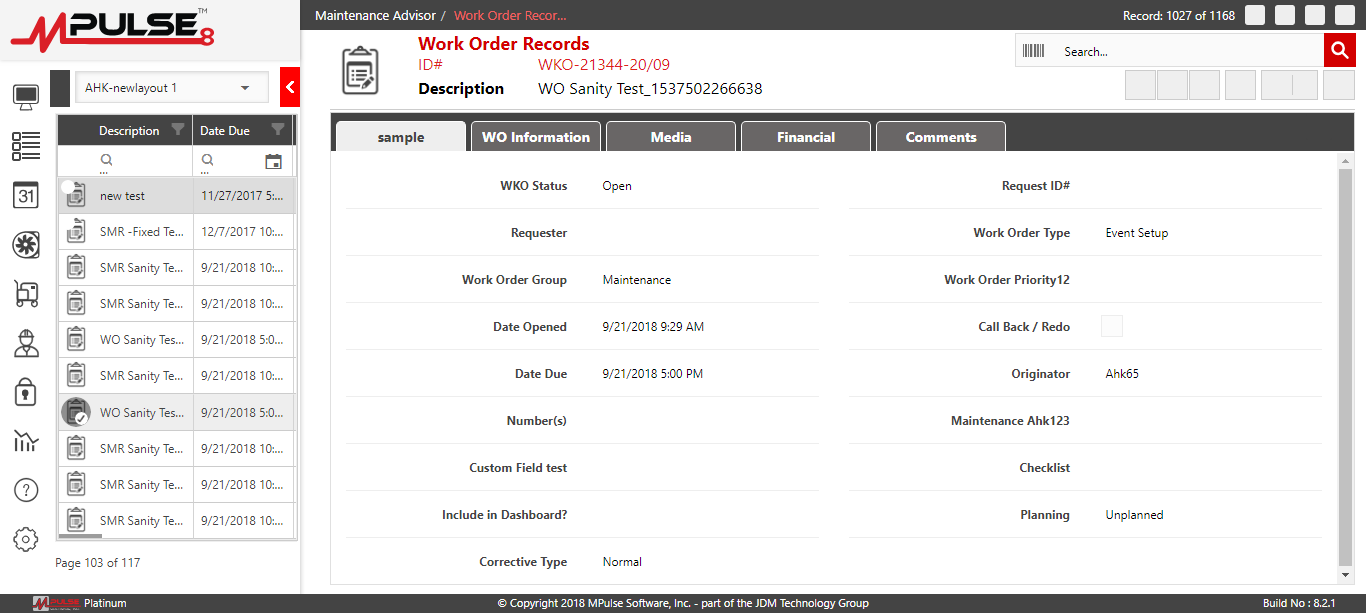 MPULSE™ 8
Maintenance Advisor / Work Order Recor...
Record: 1027 of 1168
Work Order Records
ID# WKO-21344-20/09
Description WO Sanity Test_1537502266638
Search...
AHK-newlayout 1
Description Date Due
... ...
new test 11/27/2017 5:...
SMR -Fixed Te... 12/7/2017 10:...
SMR Sanity Te... 9/21/2018 10:...
SMR Sanity Te... 9/21/2018 10:...
WO Sanity Tes... 9/21/2018 5:0...
SMR Sanity Te... 9/21/2018 10:...
WO Sanity Tes... 9/21/2018 5:0...
SMR Sanity Te... 9/21/2018 10:...
SMR Sanity Te... 9/21/2018 10:...
SMR Sanity Te... 9/21/2018 10:...
Page 103 of 117
31
?
sample WO Information Media Financial Comments
WKO Status Open Request ID#
Requester Work Order Type Event Setup
Work Order Group Maintenance Work Order Priority12
Date Opened 9/21/2018 9:29 AM Call Back / Redo
Date Due 9/21/2018 5:00 PM Originator Ahk65
Number(s) Maintenance Ahk123
Custom Field test Checklist
Include in Dashboard? Planning Unplanned
Corrective Type Normal
MPULSE Platinum
© Copyright 2018 MPulse Software, Inc. - part of the JDM Technology Group
Build No : 8.2.1